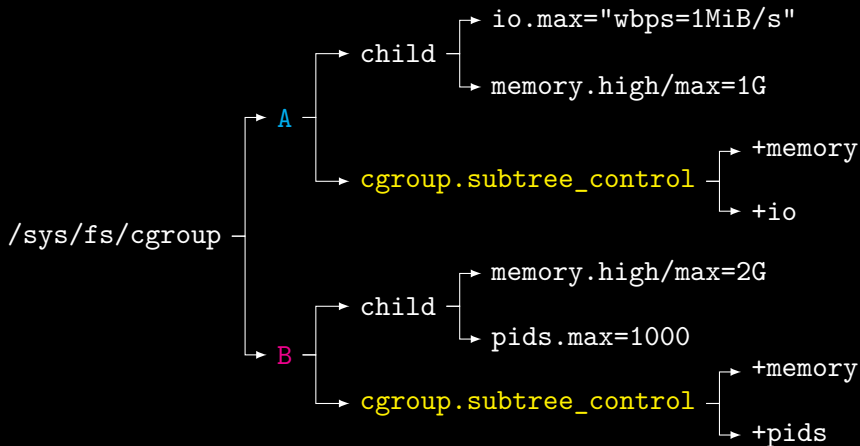 io.max="wbps=1MiB/s"
child
memory.high/max=1G
A
+memory
cgroup.subtree_control
+io
/sys/fs/cgroup
memory.high/max=2G
child
pids.max=1000
B
+memory
cgroup.subtree_control
+pids